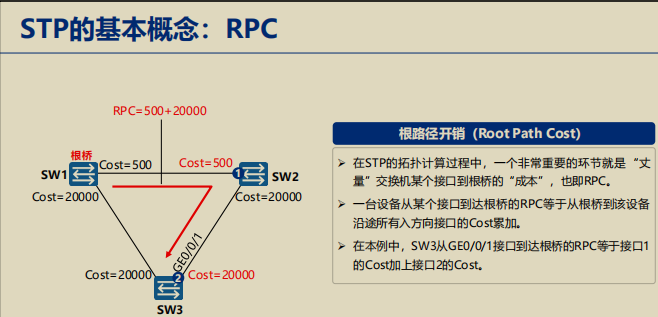 STP的基本概念：RPC
RPC=500+20000
根桥
Cost=500
Cost=500
1
SW1
SW2
Cost=20000
Cost=20000
GE0/0/1
Cost=20000
2
Cost=20000
SW3
根路径开销（Root Path Cost）
➢ 在STP的拓扑计算过程中，一个非常重要的环节就是“丈
量”交换机某个接口到根桥的“成本”，也即RPC。
➢ 一台设备从某个接口到达根桥的RPC等于从根桥到该设备
沿途所有入方向接口的Cost累加。
➢ 在本例中，SW3从GE0/0/1接口到达根桥的RPC等于接口1
的Cost加上接口2的Cost。